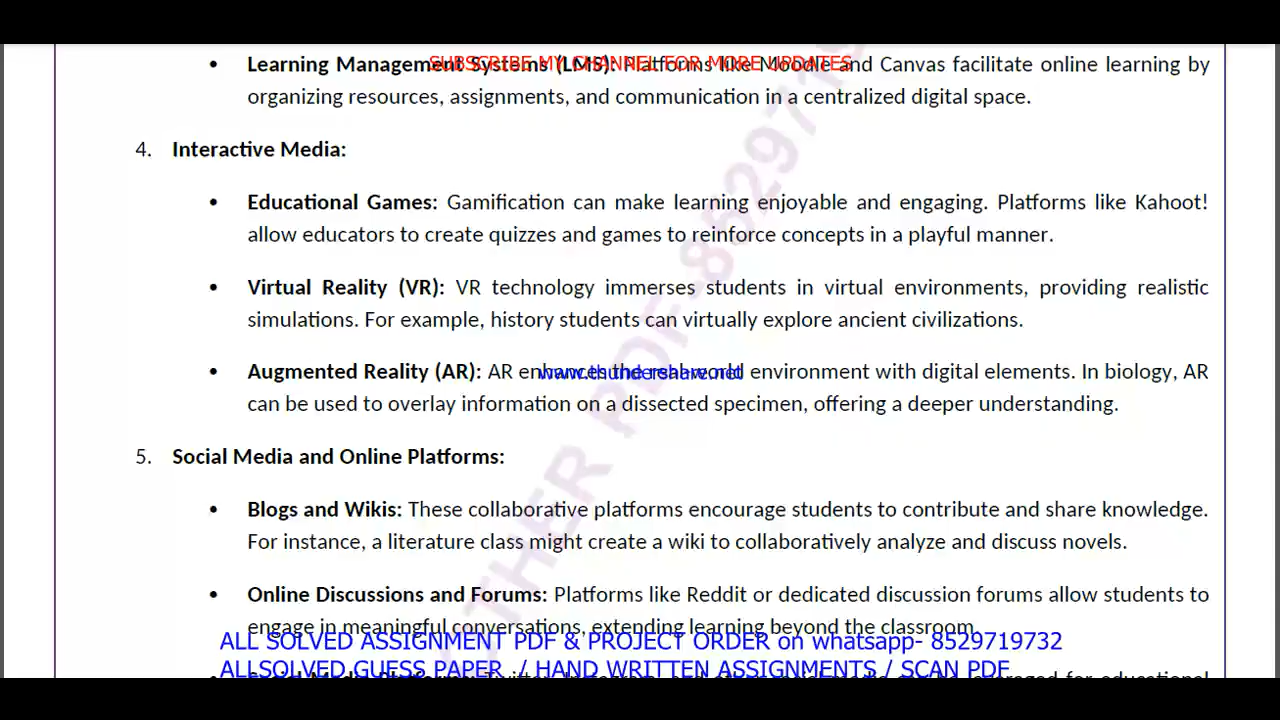 SUBSCRIBE MY CHANNEL FOR MORE UPDATES
• Learning Management Systems (LMS): Platforms like Moodle and Canvas facilitate online learning by
organizing resources, assignments, and communication in a centralized digital space.
4. Interactive Media:
• Educational Games: Gamification can make learning enjoyable and engaging. Platforms like Kahoot!
allow educators to create quizzes and games to reinforce concepts in a playful manner.
• Virtual Reality (VR): VR technology immerses students in virtual environments, providing realistic
simulations. For example, history students can virtually explore ancient civilizations.
• Augmented Reality (AR): AR enhances the real-world environment with digital elements. In biology, AR
www.thundershare.net
can be used to overlay information on a dissected specimen, offering a deeper understanding.
5. Social Media and Online Platforms:
• Blogs and Wikis: These collaborative platforms encourage students to contribute and share knowledge.
For instance, a literature class might create a wiki to collaboratively analyze and discuss novels.
• Online Discussions and Forums: Platforms like Reddit or dedicated discussion forums allow students to
engage in meaningful conversations, extending learning beyond the classroom.
ALL SOLVED ASSIGNMENT PDF & PROJECT ORDER on whatsapp- 8529719732
ALLSOLVED GUESS PAPER / HAND WRITTEN ASSIGNMENTS / SCAN PDF
THER PDF-8529719